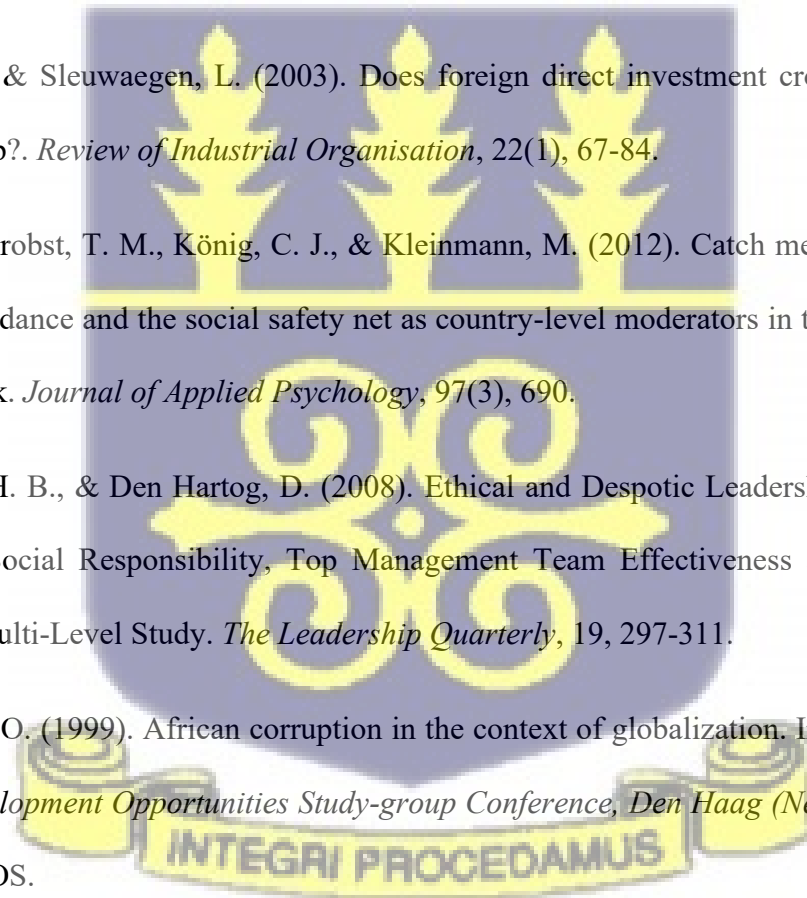 & Sleuwaegen, L. (2003). Does foreign direct investment cro
?. Review of Industrial Organisation, 22(1), 67-84.
robst, T. M., König, C. J., & Kleinmann, M. (2012). Catch me
dance and the social safety net as country-level moderators in t
. Journal of Applied Psychology, 97(3), 690.
H. B., & Den Hartog, D. (2008). Ethical and Despotic Leadersh
ocial Responsibility, Top Management Team Effectiveness
ulti-Level Study. The Leadership Quarterly, 19, 297-311.
O. (1999). African corruption in the context of globalization. I
lopment Opportunities Study-group Conference, Den Haag (Ne
INTEGRI PROCEDAMUS
OS.